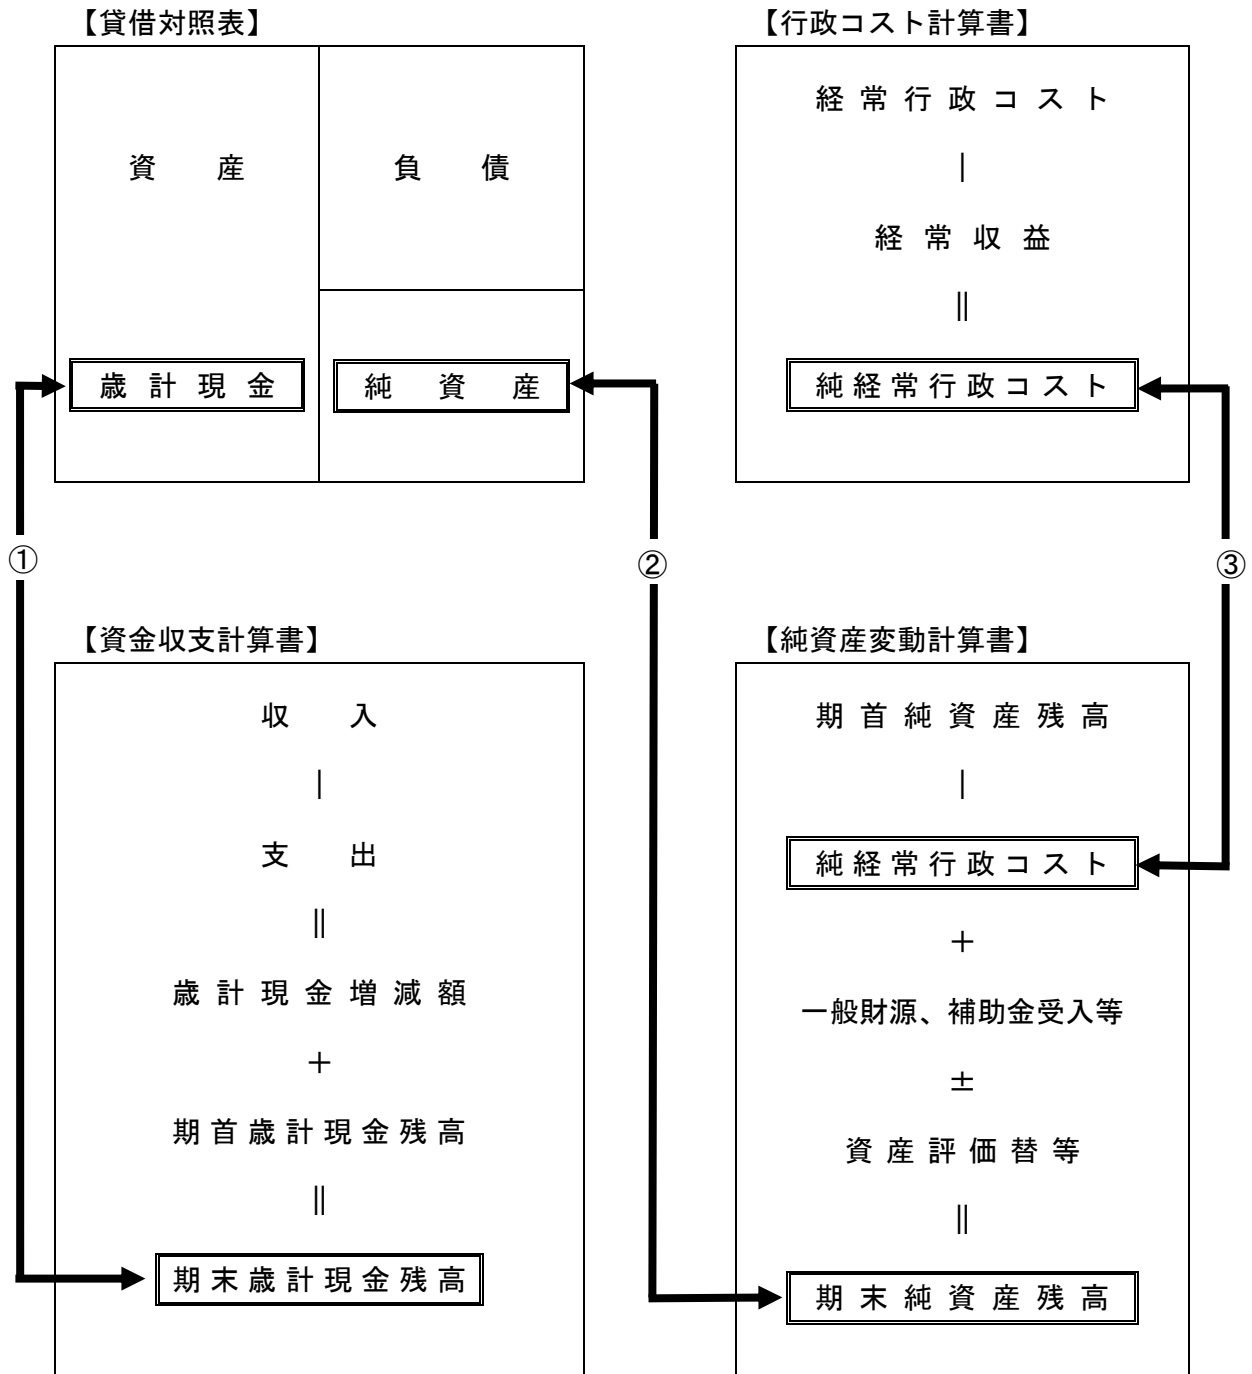 【貸借対照表】
資産
負債
歳計現金
純資産
【行政コスト計算書】
経常行政コスト
|
経常収益
||
純経常行政コスト
①
②
③
【資金収支計算書】
収入
|
支出
||
歳計現金増減額
＋
期首歳計現金残高
||
期末歳計現金残高
【純資産変動計算書】
期首純資産残高
|
純経常行政コスト
＋
一般財源、補助金受入等
±
資産評価替等
||
期末純資産残高